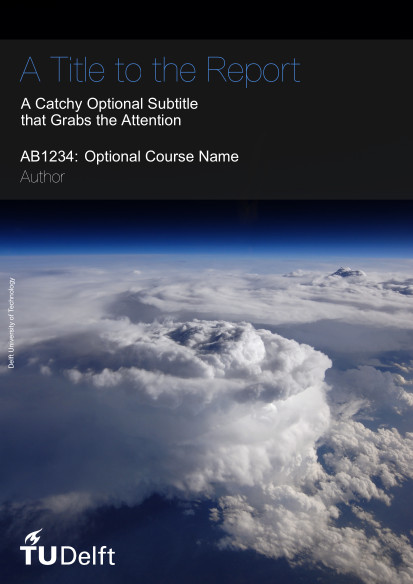 A Title to the Report
A Catchy Optional Subtitle
that Grabs the Attention
AB1234: Optional Course Name
Author
Delft University of Technology
TUDelft